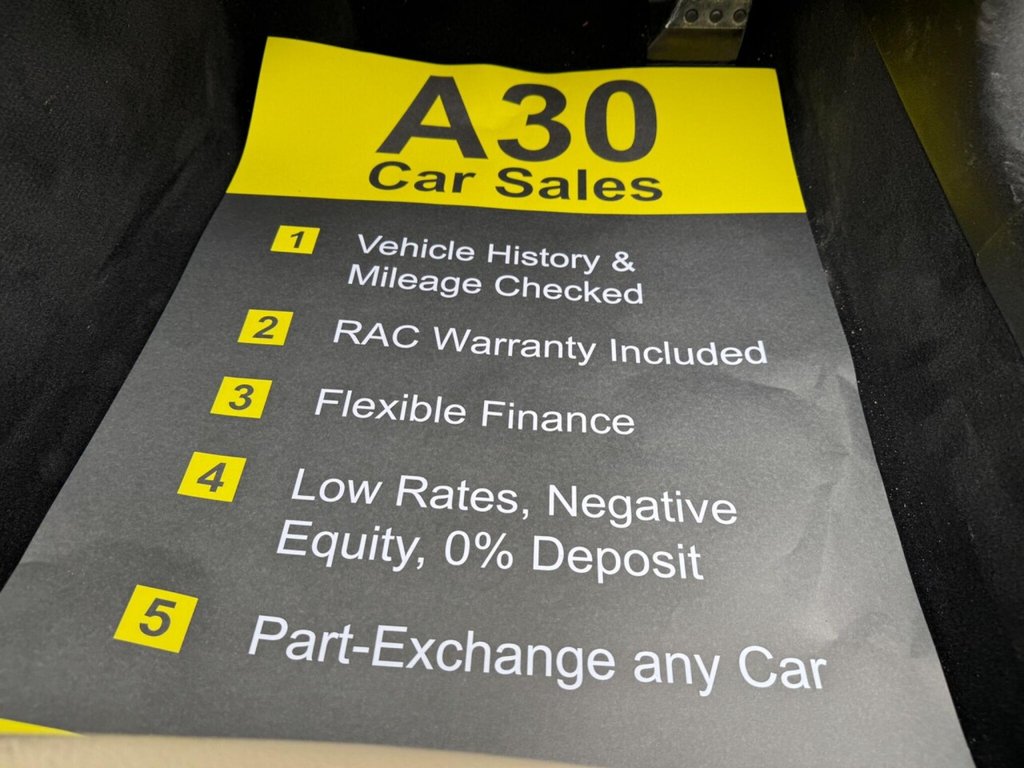 A30
Car Sales
1 Vehicle History &
Mileage Checked
2 RAC Warranty Included
3 Flexible Finance
4 Low Rates, Negative
Equity, 0% Deposit
5 Part-Exchange any Car